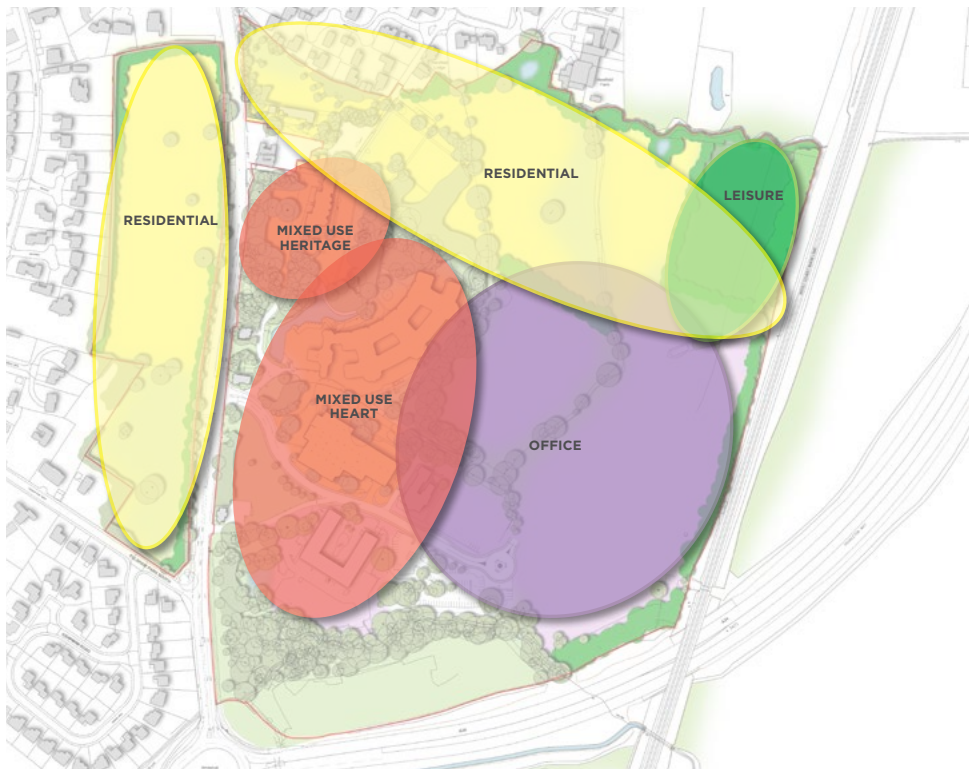 RESIDENTIAL
LEISURE
RESIDENTIAL
MIXED USE
HERITAGE
MIXED USE
HEART
OFFICE